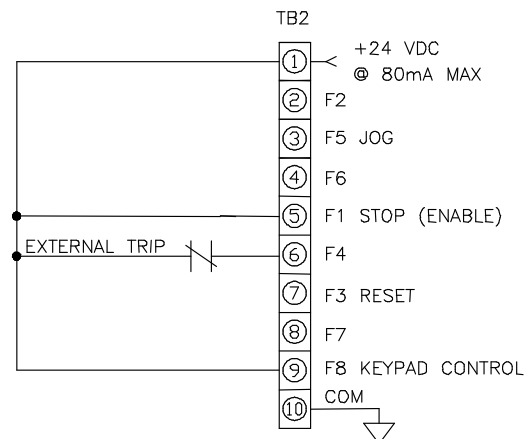 TB2
1 +24 VDC
@ 80mA MAX
2 F2
3 F5 JOG
4 F6
5 F1 STOP (ENABLE)
EXTERNAL TRIP 6 F4
7 F3 RESET
8 F7
9 F8 KEYPAD CONTROL
10 COM